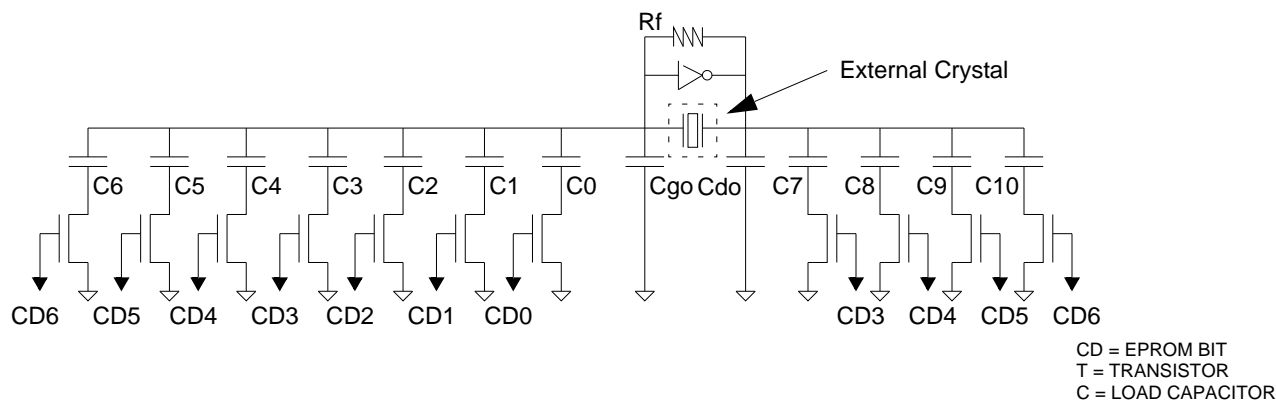 Rf
External Crystal
C6 C5 C4 C3 C2 C1 C0 Cgo Cdo C7 C8 C9 C10
CD6 CD5 CD4 CD3 CD2 CD1 CD0 CD3 CD4 CD5 CD6
CD = EPROM BIT
T = TRANSISTOR
C = LOAD CAPACITOR